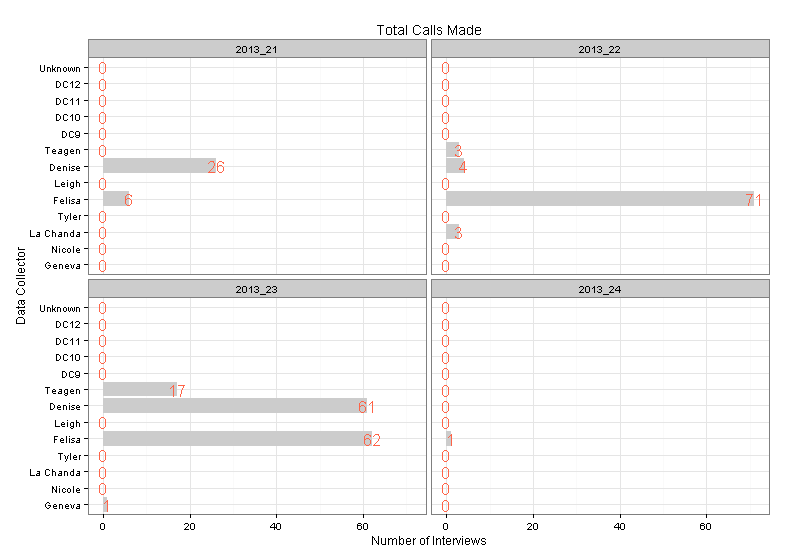 Total Calls Made
2013_21
2013_22
Unknown 0 0
DC12 0 0
DC11 0 0
DC10 0 0
DC9 0 0
Teagen 0 3
Denise 26 4
Leigh 0 0
Felisa 6 71
Tyler 0 0
La Chanda 0 3
Nicole 0 0
Geneva 0 0
Data Collector
2013_23
2013_24
Unknown 0 0
DC12 0 0
DC11 0 0
DC10 0 0
DC9 0 0
Teagen 17 0
Denise 61 0
Leigh 0 0
Felisa 62 1
Tyler 0 0
La Chanda 0 0
Nicole 0 0
Geneva 1 0
0 20 40 60 0 20 40 60
Number of Interviews